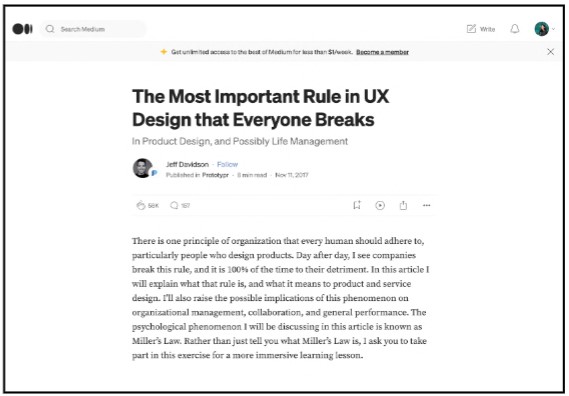 Search Medium
Write
Get unlimited access to the best of Medium for less than $1/week. Become a member
The Most Important Rule in UX
Design that Everyone Breaks
In Product Design, and Possibly Life Management
Jeff Davidson · Follow
Published in Prototypr · 8 min read · Nov 11, 2017
197
There is one principle of organization that every human should adhere to,
particularly people who design products. Day after day, I see companies
break this rule, and it is 100% of the time to their detriment. In this article I
will explain what that rule is, and what it means to product and service
design. I'll also raise the possible implications of this phenomenon on
organizational management, collaboration, and general performance. The
psychological phenomenon I will be discussing in this article is known as
Miller's Law. Rather than just tell you what Miller's Law is, I ask you to take
part in this exercise for a more immersive learning lesson.